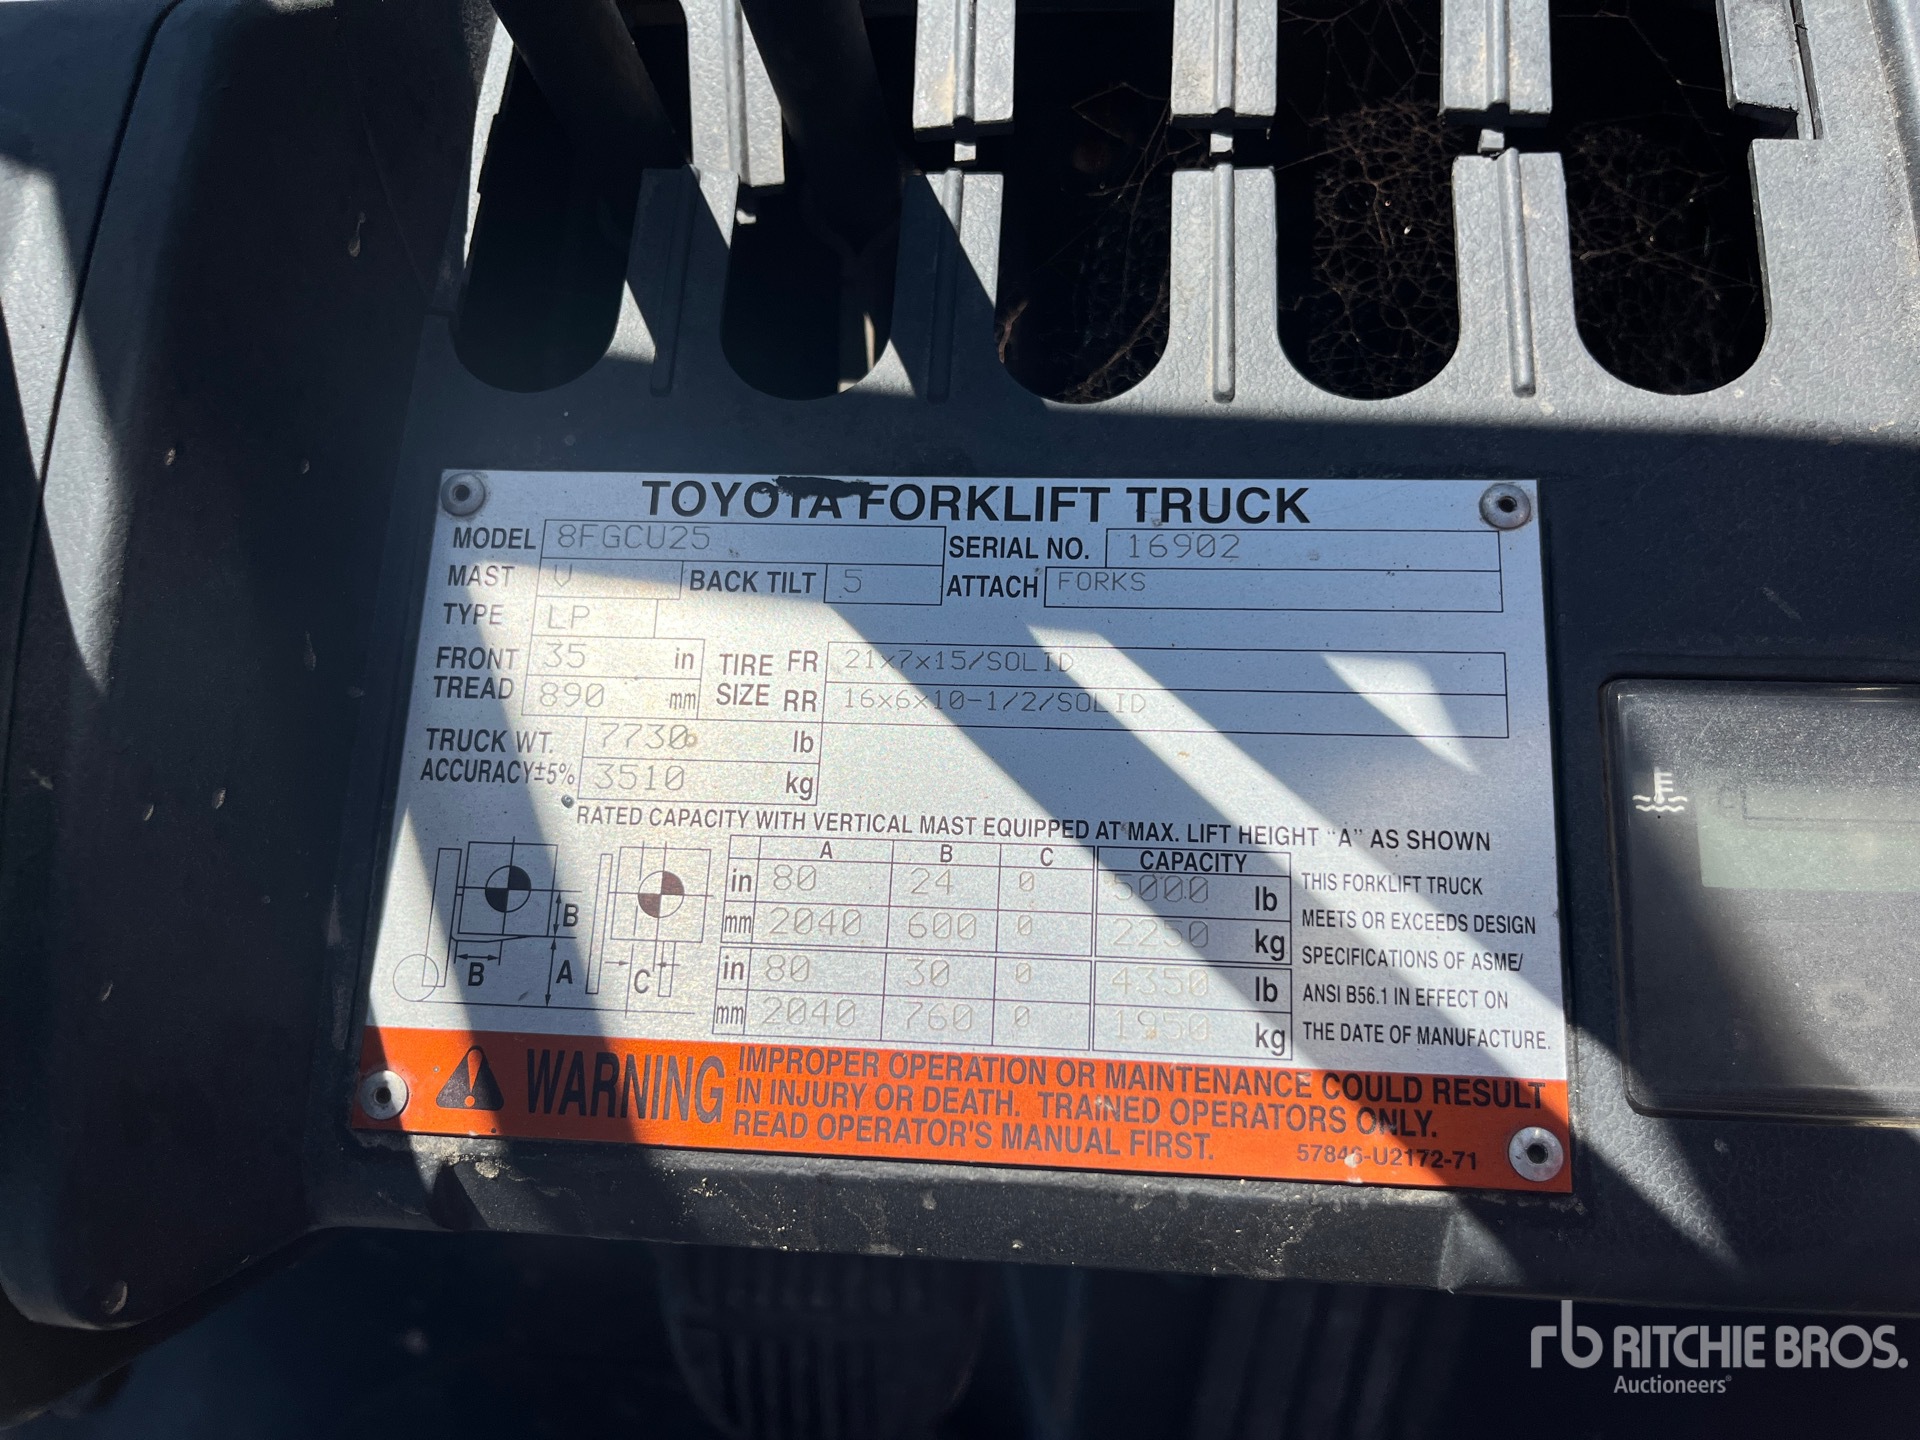 TOYOTA FORKLIFT TRUCK
MODEL 8FGCU25 SERIAL NO. 16902
MAST V BACK TILT 5 ATTACH FORKS
TYPE LP
FRONT TREAD 35 in TIRE SIZE FR 21x7x15/SOLID
890 mm RR 16x6x10-1/2/SOLID
TRUCK WT. 7730 lb
ACCURACY±5% 3510 kg
RATED CAPACITY WITH VERTICAL MAST EQUIPPED AT MAX. LIFT HEIGHT "A" AS SHOWN
A B C CAPACITY
in 80 24 0 5000 lb
mm 2040 600 0 2250 kg
in 80 30 0 4350 lb
mm 2040 760 0 1950 kg
B B A C
THIS FORKLIFT TRUCK
MEETS OR EXCEEDS DESIGN
SPECIFICATIONS OF ASME/
ANSI B56.1 IN EFFECT ON
THE DATE OF MANUFACTURE.
WARNING
IMPROPER OPERATION OR MAINTENANCE COULD RESULT
IN INJURY OR DEATH. TRAINED OPERATORS ONLY.
READ OPERATOR'S MANUAL FIRST. 57846-U2172-71
rb RITCHIE BROS.
Auctioneers®